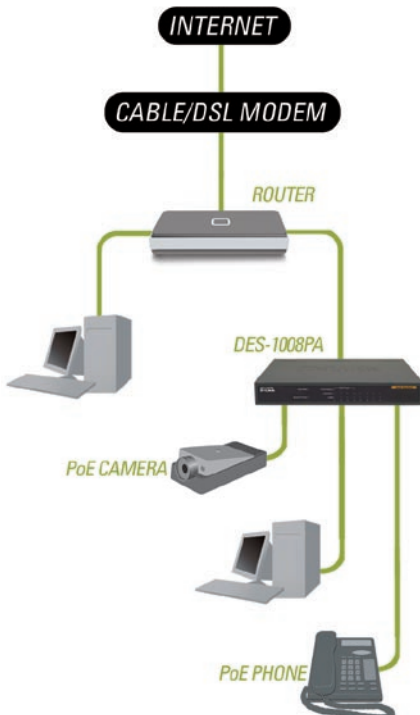 INTERNET
CABLE/DSL MODEM
ROUTER
DES-1008PA
PoE CAMERA
PoE PHONE